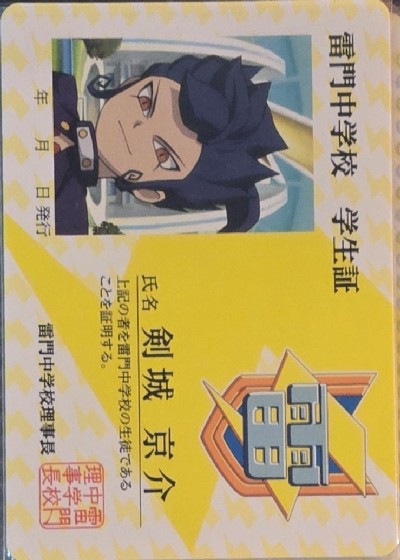 雷門中学校 学生証
年 月 日発行
氏名 剣城 京介
上記の者を雷門中学校の生徒である
ことを証明する。
雷門中学校理事長
雷門
中学校
理事長
雷門